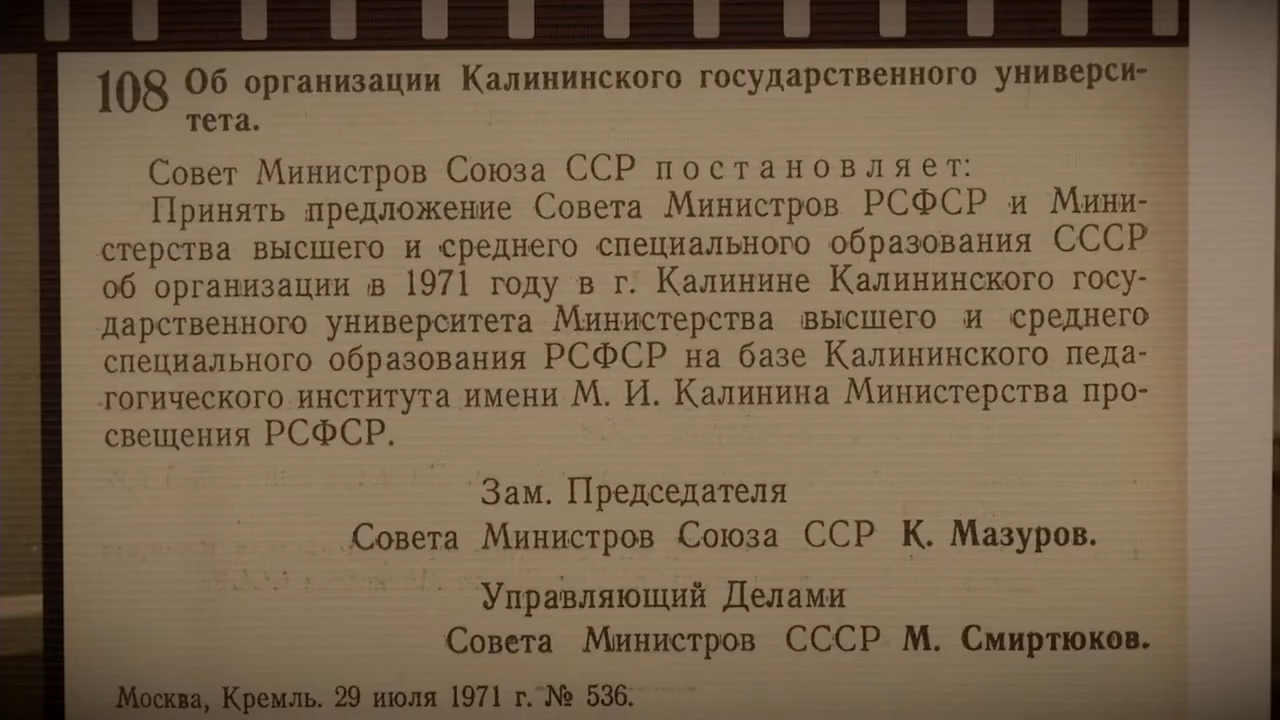 108 Об организации Калининского государственного универси-
тета.
Совет Министров Союза ССР постановляет:
Принять предложение Совета Министров РСФСР и Мини-
стерства высшего и среднего специального образования СССР
об организации в 1971 году в г. Калинине Калининского госу-
дарственного университета Министерства высшего и среднего
специального образования РСФСР на базе Калининского педа-
гогического института имени М. И. Калинина Министерства про-
свещения РСФСР.
Зам. Председателя
Совета Министров Союза ССР К. Мазуров.
Управляющий Делами
Совета Министров СССР М. Смиртюков.
Москва, Кремль. 29 июля 1971 г. № 536.